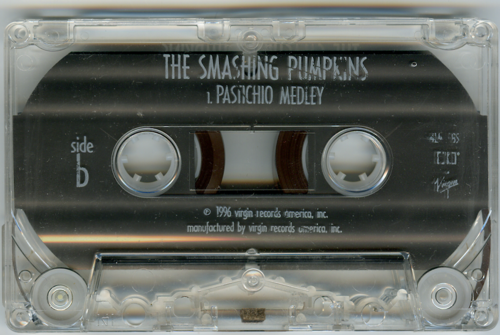 THE SMASHING PUMPKINS
1. PASTICHIO MEDLEY
side
b
Virgin
© 1996 virgin records america, inc.
manufactured by virgin records america, inc.